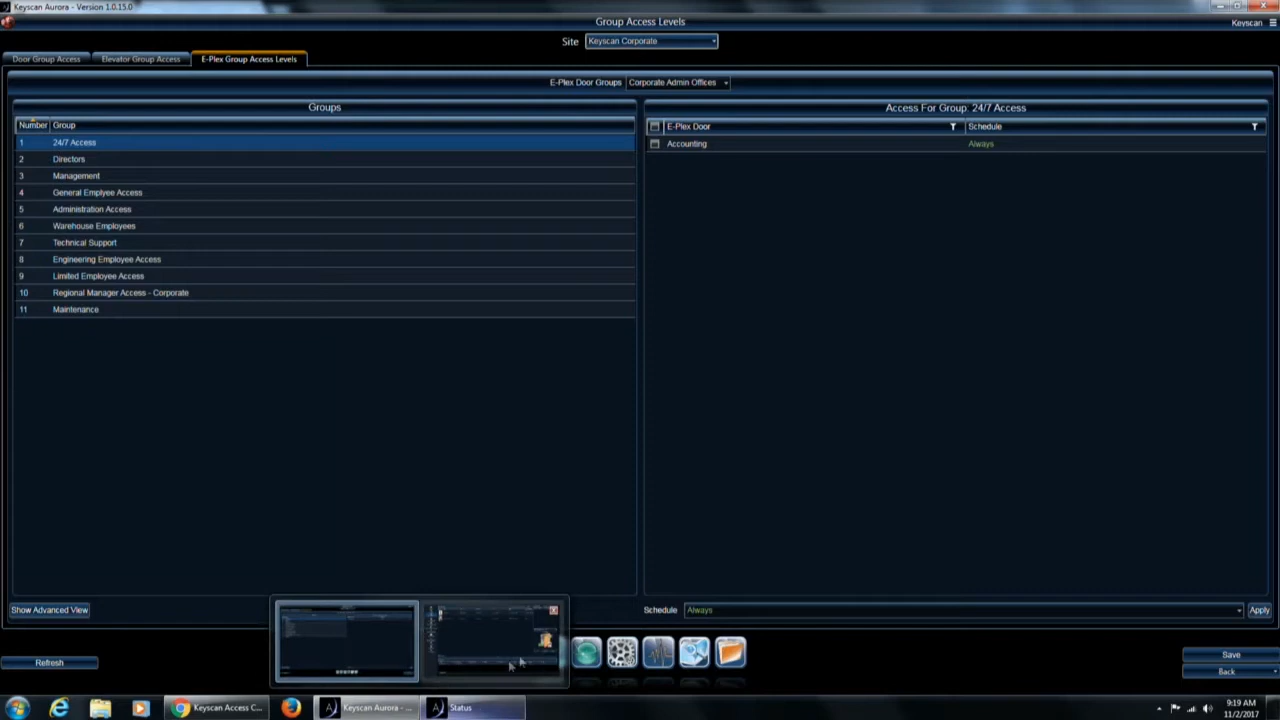 Keyscan Aurora - Version 1.0.15.0
Group Access Levels
Keyscan
Site Keyscan Corporate
Door Group Access Elevator Group Access E-Plex Group Access Levels
E-Plex Door Groups Corporate Admin Offices
Groups
Number Group
1 24/7 Access
2 Directors
3 Management
4 General Emplyee Access
5 Administration Access
6 Warehouse Employees
7 Technical Support
8 Engineering Employee Access
9 Limited Employee Access
10 Regional Manager Access - Corporate
11 Maintenance
Access For Group: 24/7 Access
E-Plex Door Schedule
Accounting Always
Show Advanced View
Schedule Always Apply
Refresh
Save
Back
Keyscan Access C... Keyscan Aurora - ... Status
9:19 AM
11/2/2017